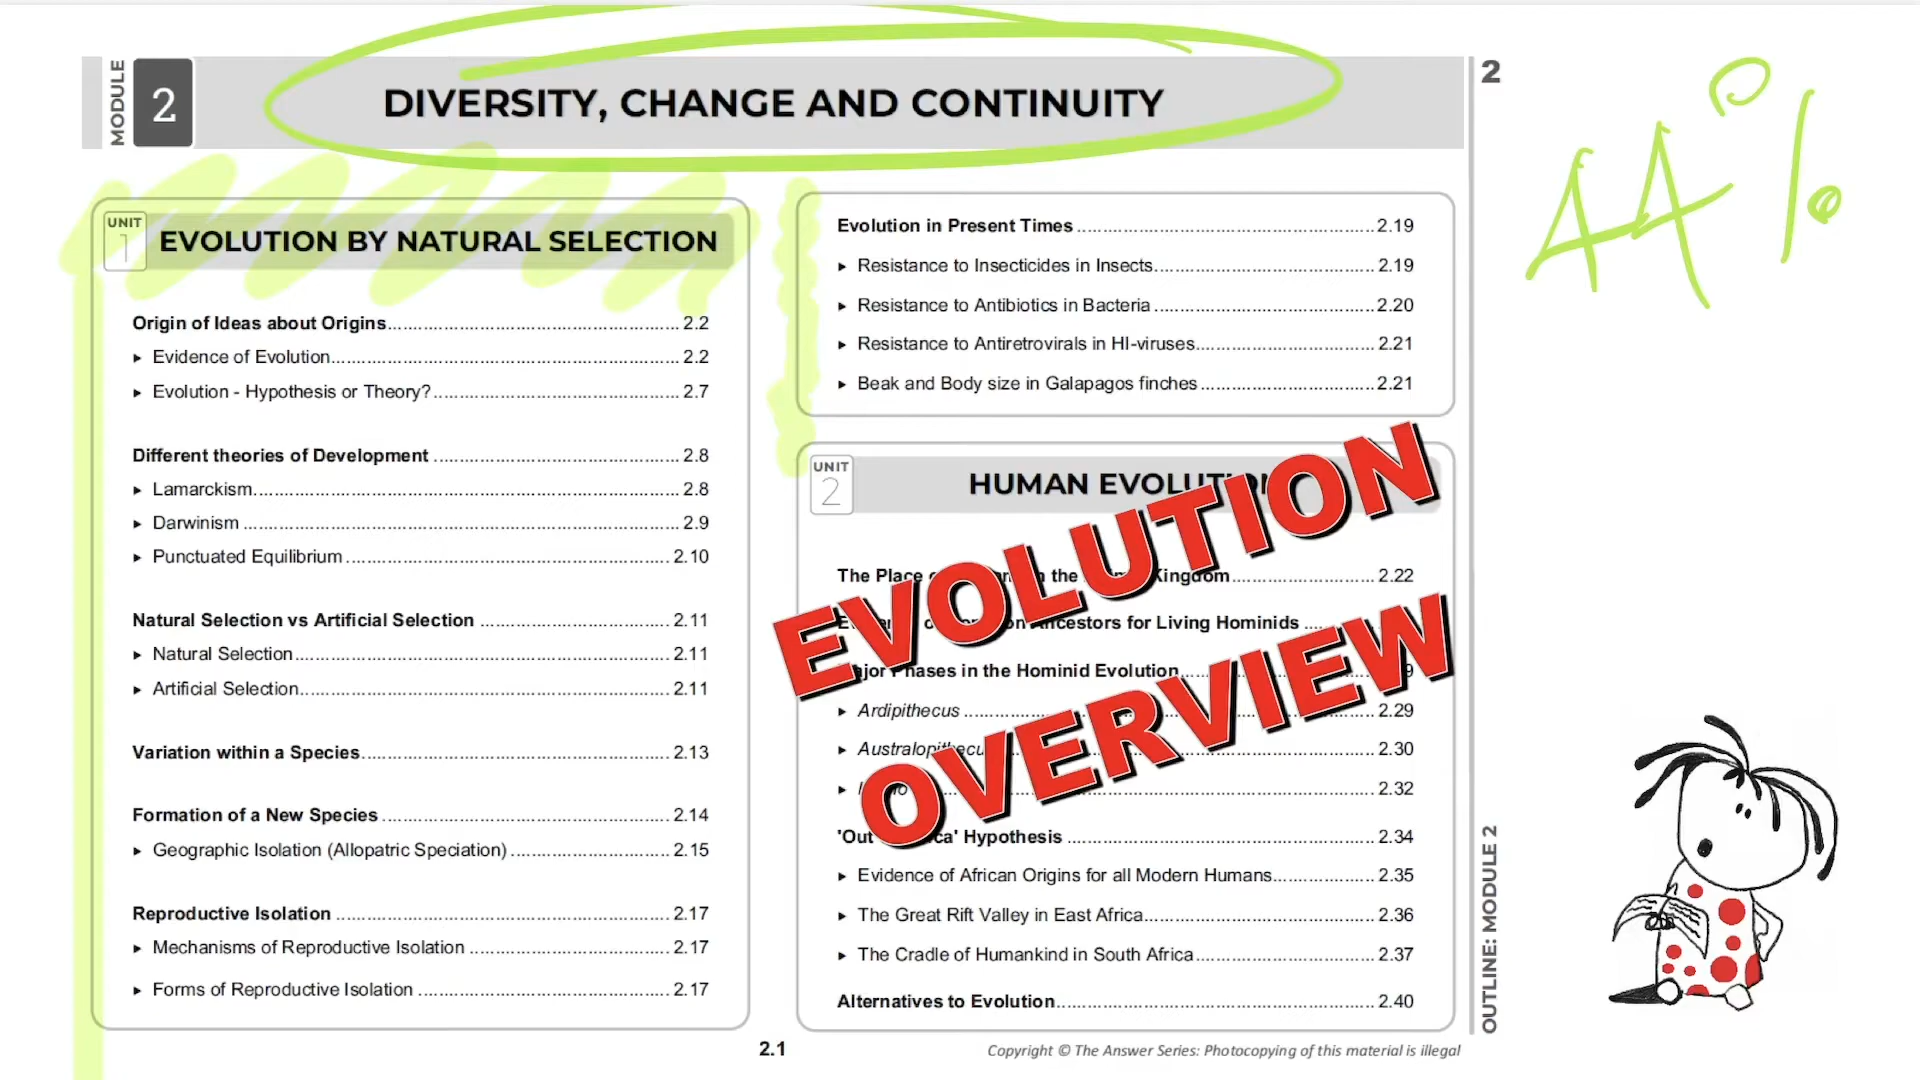 MODULE
2
DIVERSITY, CHANGE AND CONTINUITY
2
44%
UNIT
1
EVOLUTION BY NATURAL SELECTION
Origin of Ideas about Origins 2.2
▸ Evidence of Evolution 2.2
▸ Evolution - Hypothesis or Theory? 2.7
Different theories of Development 2.8
▸ Lamarckism 2.8
▸ Darwinism 2.9
▸ Punctuated Equilibrium 2.10
Natural Selection vs Artificial Selection 2.11
▸ Natural Selection 2.11
▸ Artificial Selection 2.11
Variation within a Species 2.13
Formation of a New Species 2.14
▸ Geographic Isolation (Allopatric Speciation) 2.15
Reproductive Isolation 2.17
▸ Mechanisms of Reproductive Isolation 2.17
▸ Forms of Reproductive Isolation 2.17
Evolution in Present Times 2.19
▸ Resistance to Insecticides in Insects 2.19
▸ Resistance to Antibiotics in Bacteria 2.20
▸ Resistance to Antiretrovirals in HI-viruses 2.21
▸ Beak and Body size in Galapagos finches 2.21
UNIT
2
HUMAN EVOLUTION
The Place the Kingdom 2.22
Ancestors for Living Hominids
Phases in the Hominid Evolution
▸ Ardipithecus 2.29
▸ Australopithecus 2.30
▸ 2.32
'Out Hypothesis 2.34
▸ Evidence of African Origins for all Modern Humans 2.35
▸ The Great Rift Valley in East Africa 2.36
▸ The Cradle of Humankind in South Africa 2.37
Alternatives to Evolution 2.40
EVOLUTION
OVERVIEW
OUTLINE: MODULE 2
2.1
Copyright © The Answer Series: Photocopying of this material is illegal